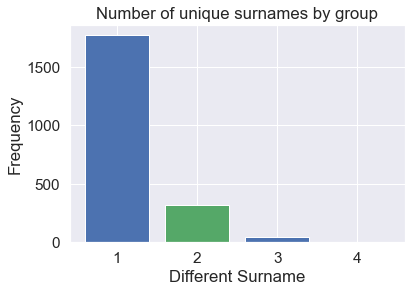 Number of unique surnames by group
1500
1000
500
0
Frequency
1 2 3 4
Different Surname